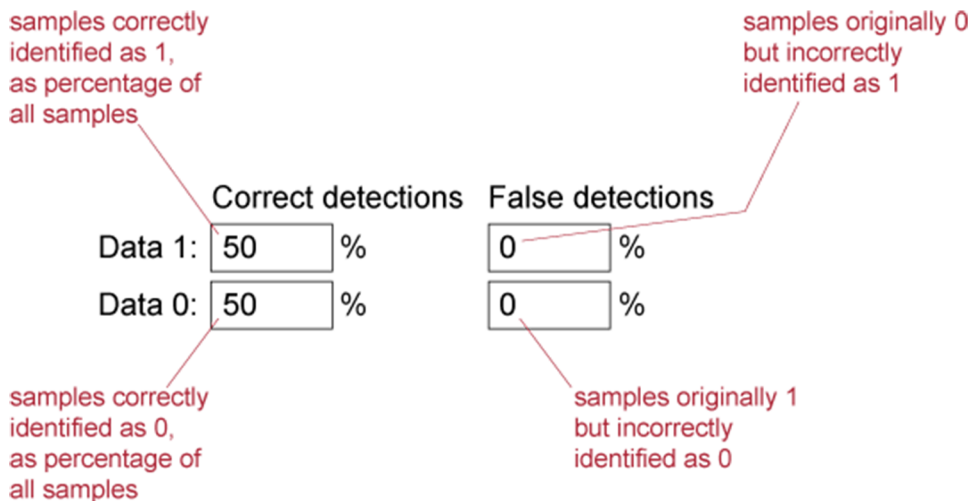 samples correctly
identified as 1,
as percentage of
all samples
samples originally 0
but incorrectly
identified as 1
Correct detections False detections
Data 1: 50 % 0 %
Data 0: 50 % 0 %
samples correctly
identified as 0,
as percentage of
all samples
samples originally 1
but incorrectly
identified as 0